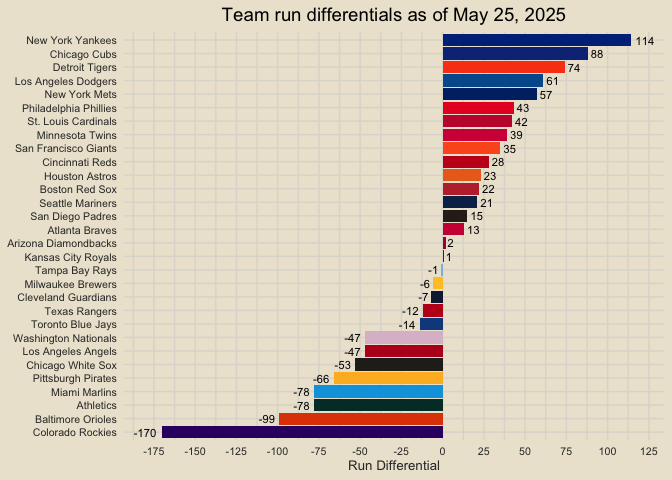 Team run differentials as of May 25, 2025
New York Yankees 114
Chicago Cubs 88
Detroit Tigers 74
Los Angeles Dodgers 61
New York Mets 57
Philadelphia Phillies 43
St. Louis Cardinals 42
Minnesota Twins 39
San Francisco Giants 35
Cincinnati Reds 28
Houston Astros 23
Boston Red Sox 22
Seattle Mariners 21
San Diego Padres 15
Atlanta Braves 13
Arizona Diamondbacks 2
Kansas City Royals 1
Tampa Bay Rays -1
Milwaukee Brewers -6
Cleveland Guardians -7
Texas Rangers -12
Toronto Blue Jays -14
Washington Nationals -47
Los Angeles Angels -47
Chicago White Sox -53
Pittsburgh Pirates -66
Miami Marlins -78
Athletics -78
Baltimore Orioles -99
Colorado Rockies -170
-175 -150 -125 -100 -75 -50 -25 0 25 50 75 100 125
Run Differential